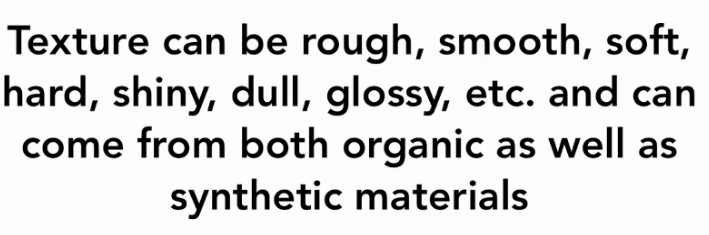 Texture can be rough, smooth, soft,
hard, shiny, dull, glossy, etc. and can
come from both organic as well as
synthetic materials